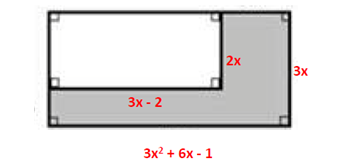 2x
3x
3x - 2
3x² + 6x - 1